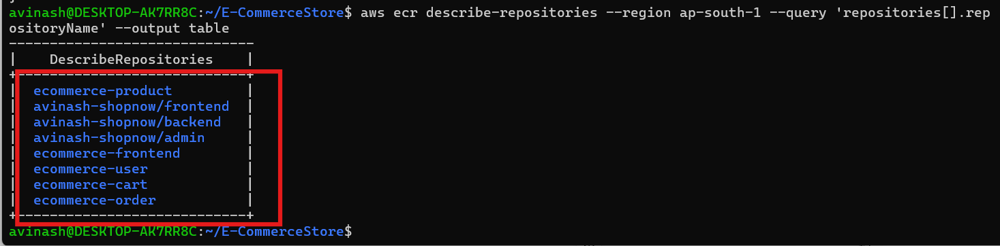 avinash@DESKTOP-AK7RR8C:~/E-CommerceStore$ aws ecr describe-repositories --region ap-south-1 --query 'repositories[].rep
ositoryName' --output table
------------------------------
|    DescribeRepositories    |
+----------------------------+
|  ecommerce-product         |
|  avinash-shopnow/frontend  |
|  avinash-shopnow/backend   |
|  avinash-shopnow/admin     |
|  ecommerce-frontend        |
|  ecommerce-user            |
|  ecommerce-cart            |
|  ecommerce-order           |
+----------------------------+
avinash@DESKTOP-AK7RR8C:~/E-CommerceStore$